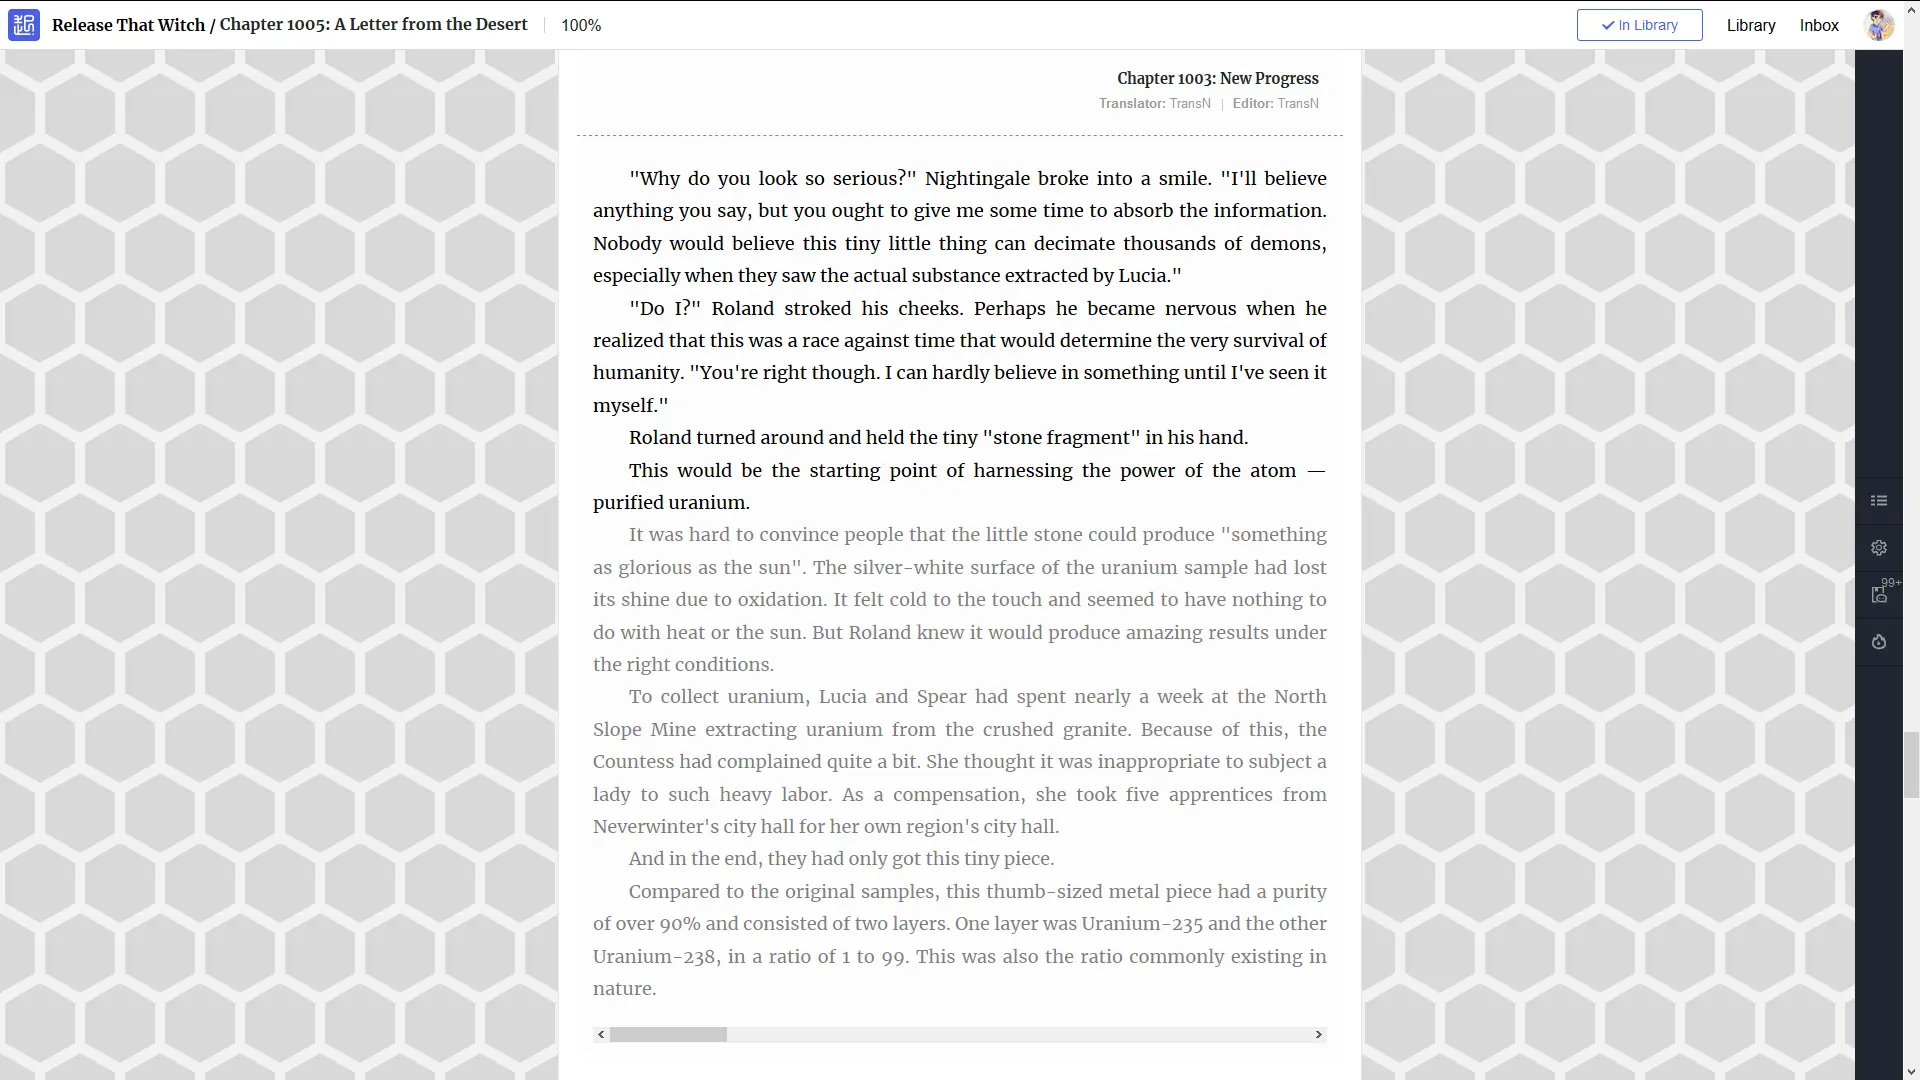 Release That Witch / Chapter 1005: A Letter from the Desert 100% In Library Library Inbox
Chapter 1003: New Progress
Translator: TransN | Editor: TransN
"Why do you look so serious?" Nightingale broke into a smile. "I'll believe
anything you say, but you ought to give me some time to absorb the information.
Nobody would believe this tiny little thing can decimate thousands of demons,
especially when they saw the actual substance extracted by Lucia."
"Do I?" Roland stroked his cheeks. Perhaps he became nervous when he
realized that this was a race against time that would determine the very survival of
humanity. "You're right though. I can hardly believe in something until I've seen it
myself."
Roland turned around and held the tiny "stone fragment" in his hand.
This would be the starting point of harnessing the power of the atom —
purified uranium.
It was hard to convince people that the little stone could produce "something
as glorious as the sun". The silver-white surface of the uranium sample had lost
its shine due to oxidation. It felt cold to the touch and seemed to have nothing to
do with heat or the sun. But Roland knew it would produce amazing results under
the right conditions.
To collect uranium, Lucia and Spear had spent nearly a week at the North
Slope Mine extracting uranium from the crushed granite. Because of this, the
Countess had complained quite a bit. She thought it was inappropriate to subject a
lady to such heavy labor. As a compensation, she took five apprentices from
Neverwinter's city hall for her own region's city hall.
And in the end, they had only got this tiny piece.
Compared to the original samples, this thumb-sized metal piece had a purity
of over 90% and consisted of two layers. One layer was Uranium-235 and the other
Uranium-238, in a ratio of 1 to 99. This was also the ratio commonly existing in
nature.
99+